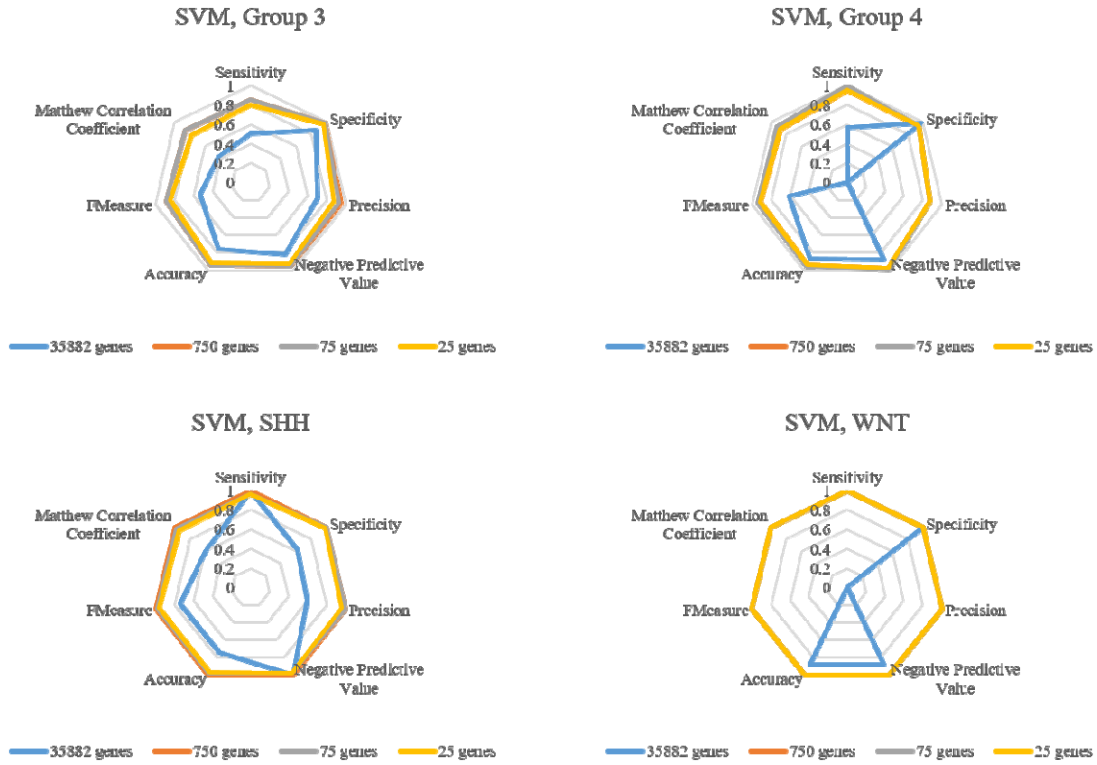 SVM, Group 3
Sensitivity
1
0.8
0.6
0.4
0.2
0
Matthew Correlation
Coefficient
Specificity
FMeasure
Precision
Accuracy
Negative Predictive
Value
35882 genes
750 genes
75 genes
25 genes
SVM, Group 4
Sensitivity
1
0.8
0.6
0.4
0.2
0
Matthew Correlation
Coefficient
Specificity
FMeasure
Precision
Accuracy
Negative Predictive
Value
35882 genes
750 genes
75 genes
25 genes
SVM, SHH
Sensitivity
1
0.8
0.6
0.4
0.2
0
Matthew Correlation
Coefficient
Specificity
FMeasure
Precision
Accuracy
Negative Predictive
Value
35882 genes
750 genes
75 genes
25 genes
SVM, WNT
Sensitivity
1
0.8
0.6
0.4
0.2
0
Matthew Correlation
Coefficient
Specificity
FMeasure
Precision
Accuracy
Negative Predictive
Value
35882 genes
750 genes
75 genes
25 genes